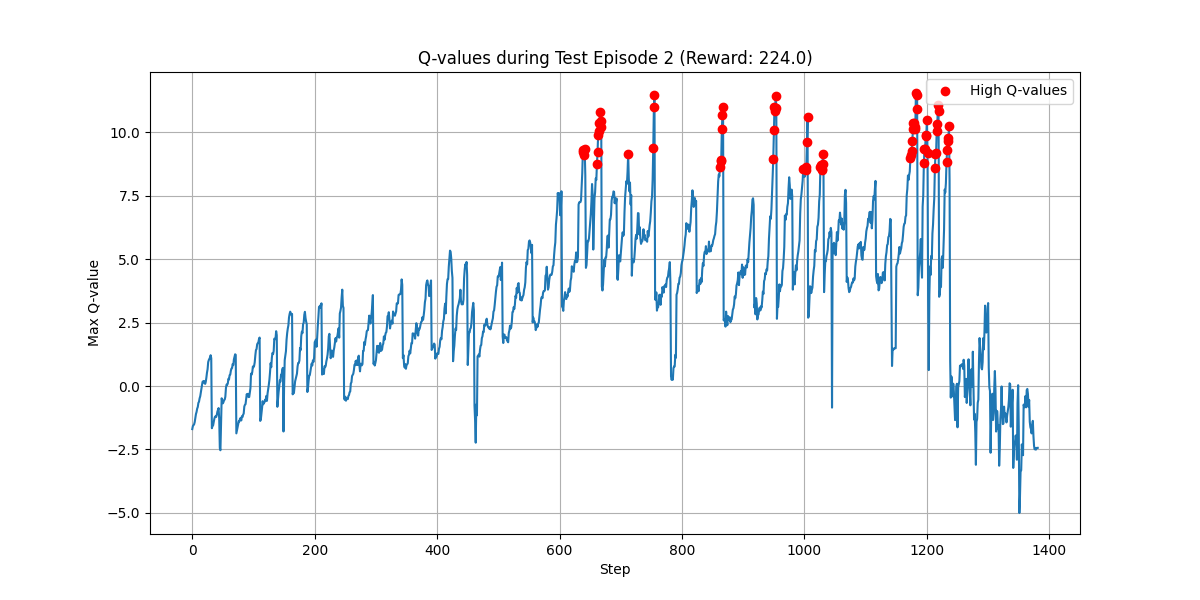 Q-values during Test Episode 2 (Reward: 224.0)
High Q-values
Max Q-value
10.0
7.5
5.0
2.5
0.0
−2.5
−5.0
0 200 400 600 800 1000 1200 1400
Step